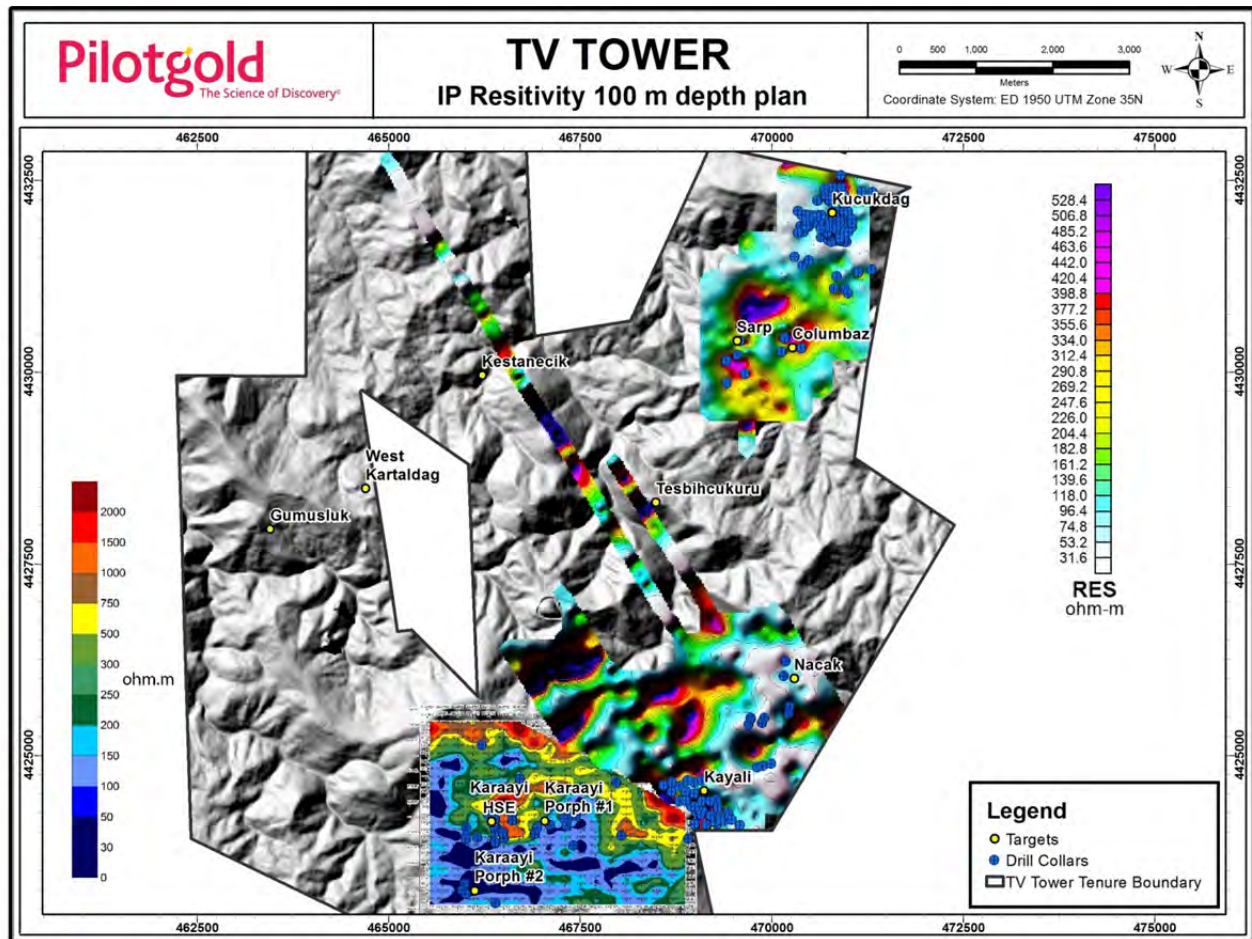 Pilotgold
The Science of Discovery®
TV TOWER
IP Resitivity 100 m depth plan
0 500 1,000 2,000 3,000
Meters
Coordinate System: ED 1950 UTM Zone 35N
N
W E
S
462500 465000 467500 470000 472500 475000
4432500
4430000
4427500
4425000
4432500
4430000
4427500
4425000
Kucukdag
Sarp
Columbaz
Kestanecik
West
Kartaldag
Gumusluk
Tesbihcukuru
Nacak
Kayali
Karaayi
HSE
Karaayi
Porph #1
Karaayi
Porph #2
2000
1500
1000
750
500
300
250
200
150
100
50
30
0
ohm.m
528.4
506.8
485.2
463.6
442.0
420.4
398.8
377.2
355.6
334.0
312.4
290.8
269.2
247.6
226.0
204.4
182.8
161.2
139.6
118.0
96.4
74.8
53.2
31.6
RES
ohm-m
Legend
Targets
Drill Collars
TV Tower Tenure Boundary
462500 465000 467500 470000 472500 475000